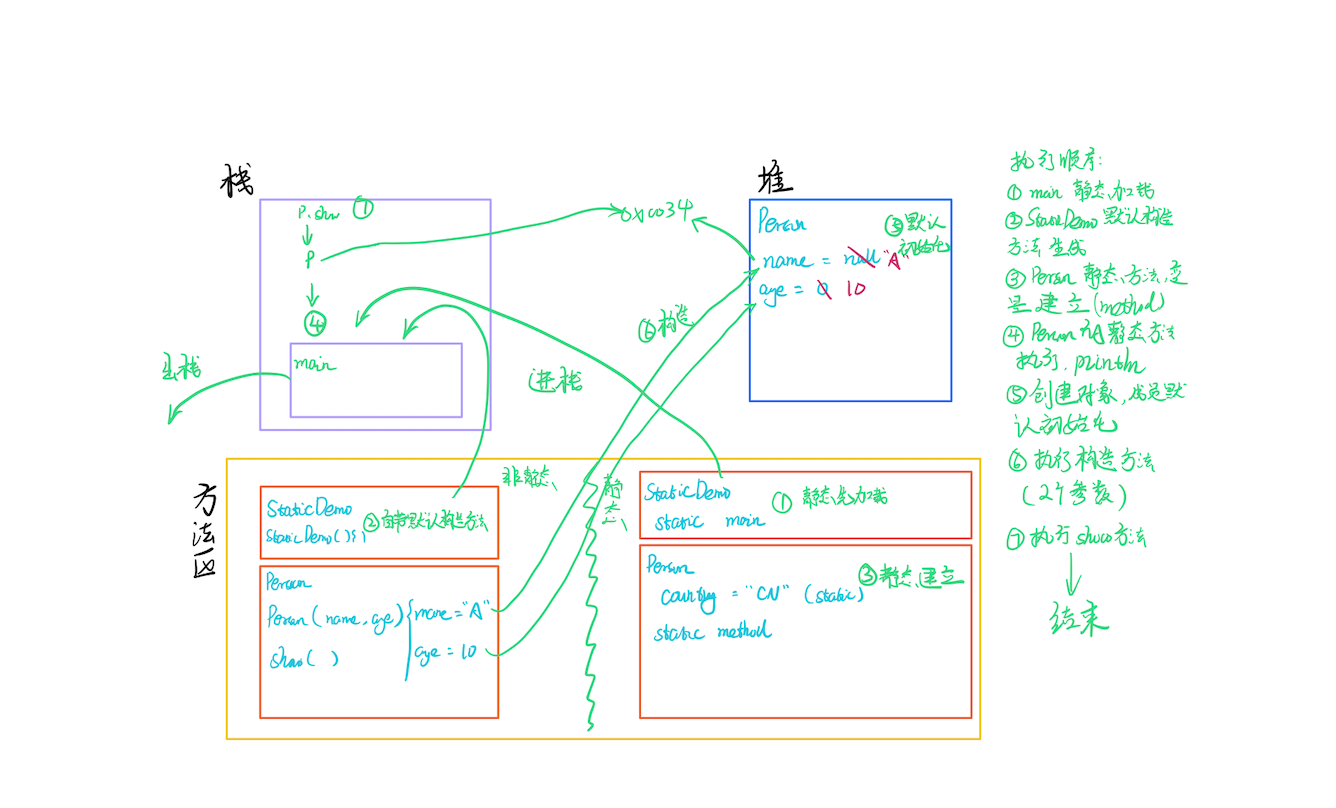 栈
P.show ⑦
P
④
main
出栈
进栈
0xc034
堆
Person
⑤默认
初始化
name = null "A"
age = 0 10
⑥构造
方法区
非静态
静态
StaticDemo
StaticDemo(){}
②自带默认构造方法
Person
Person(name, age)
name="A"
age = 10
show( )
StaticDemo
static main
①静态先加载
Person
③静态建立
country = "CN" (static)
static method
执行顺序:
① main 静态加载
② StaticDemo 默认构造
方法生成
③ Person 静态方法,变
量建立(method)
④ Person 静态方法
执行, println
⑤ 创建对象,成员默
认初始化
⑥ 执行构造方法
(2个参数)
⑦ 执行show方法
结束